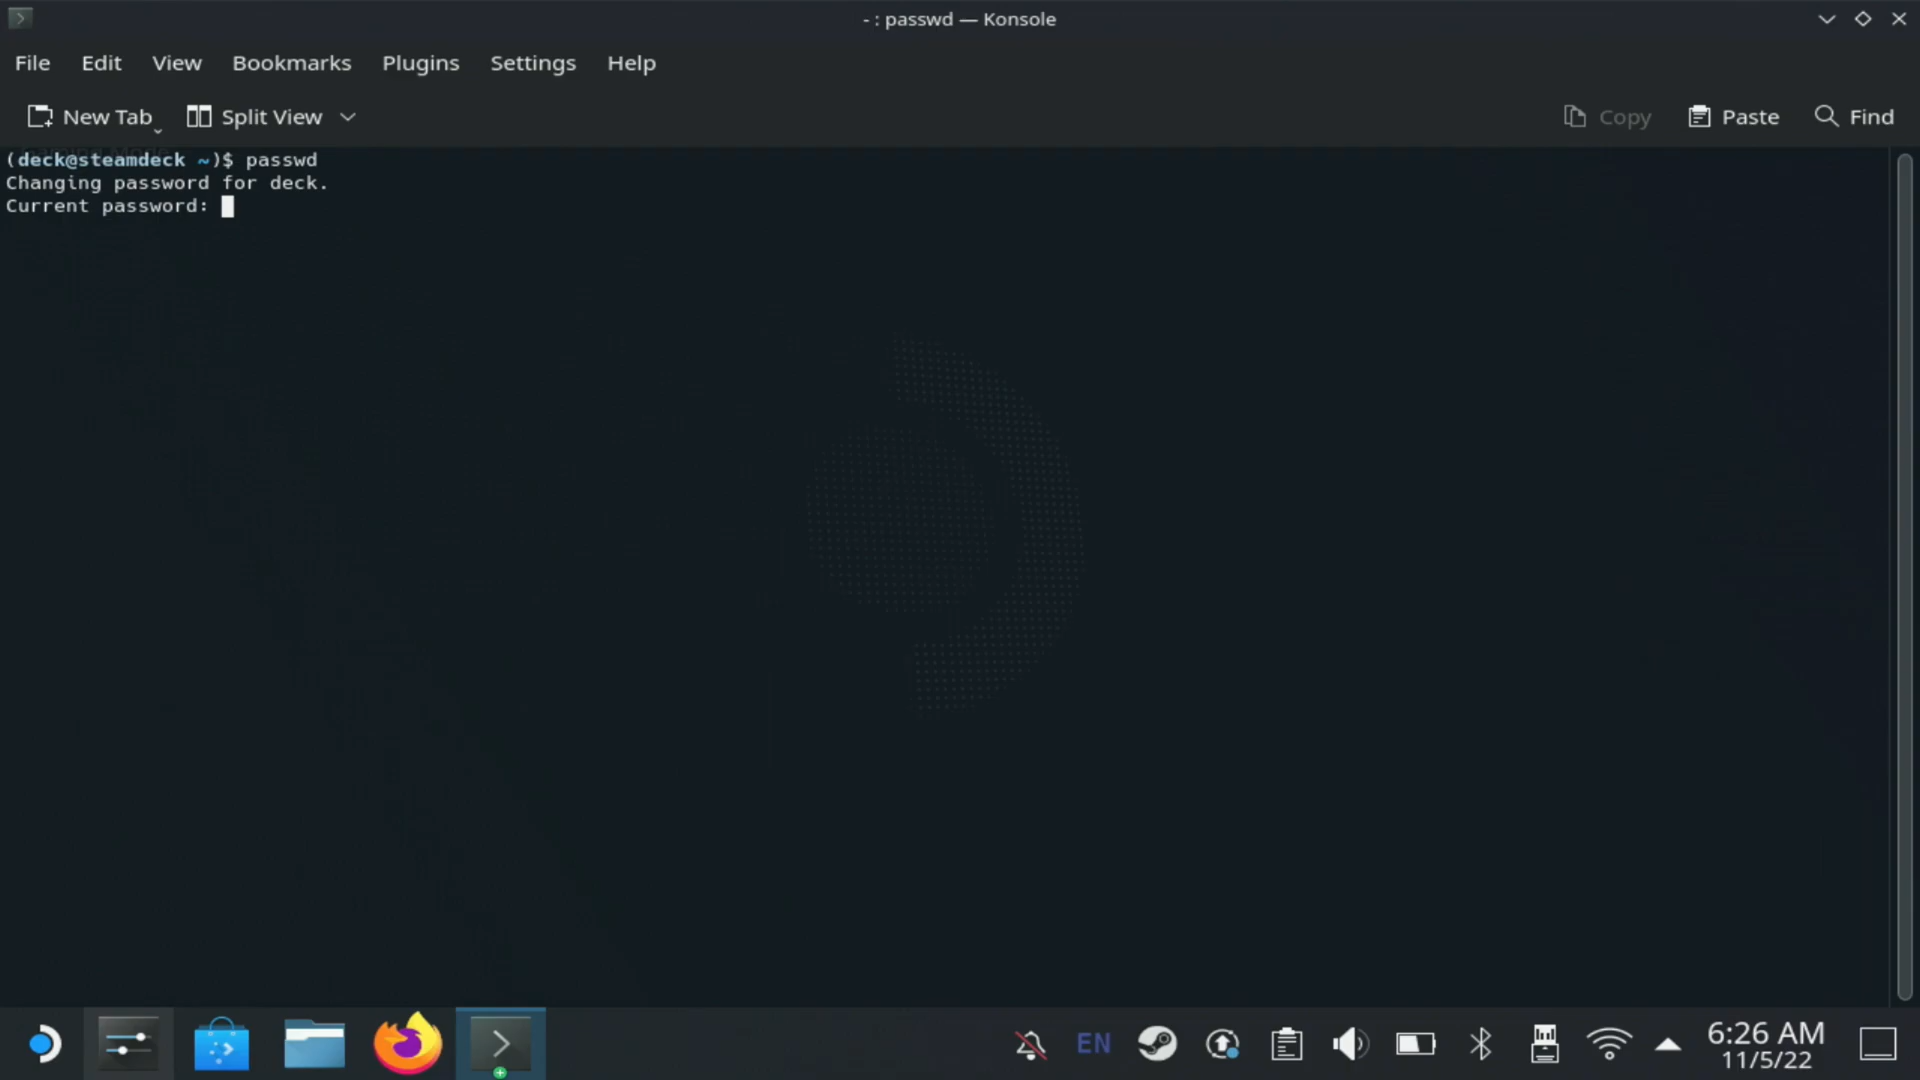 - : passwd — Konsole
File Edit View Bookmarks Plugins Settings Help
New Tab Split View Copy Paste Find
(deck@steamdeck ~)$ passwd
Changing password for deck.
Current password:
EN
6:26 AM
11/5/22